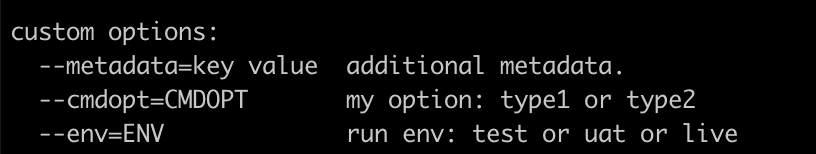 custom options:
  --metadata=key value  additional metadata.
  --cmdopt=CMDOPT       my option: type1 or type2
  --env=ENV             run env: test or uat or live